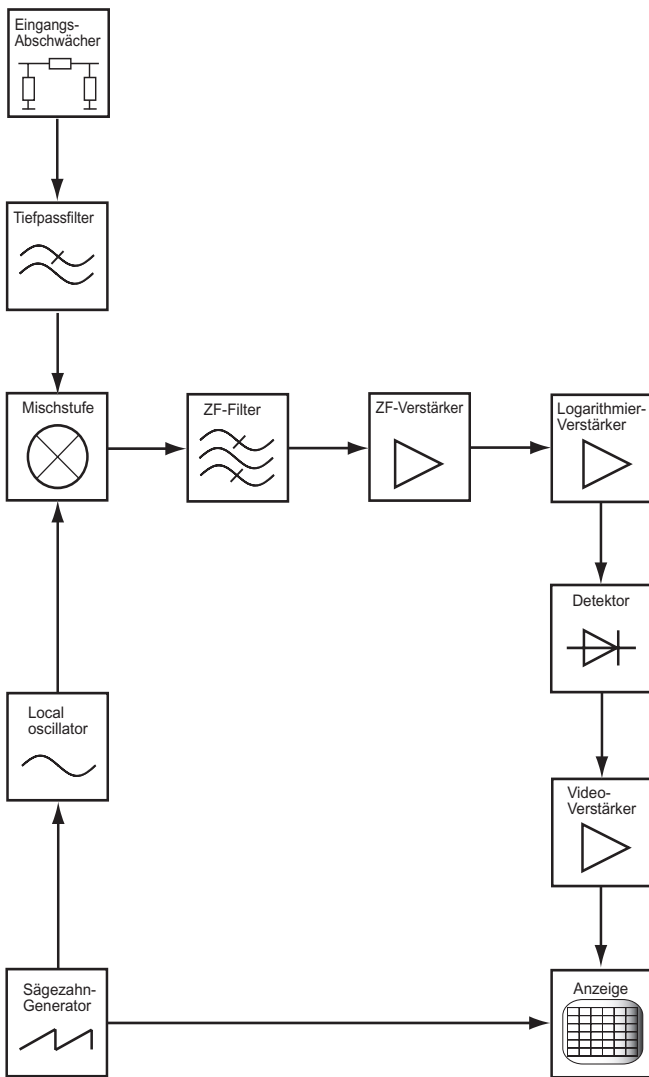 Eingangs-
Abschwächer
Tiefpassfilter
Mischstufe
ZF-Filter
ZF-Verstärker
Logarithmier-
Verstärker
Detektor
Local
oscillator
Video-
Verstärker
Sägezahn-
Generator
Anzeige